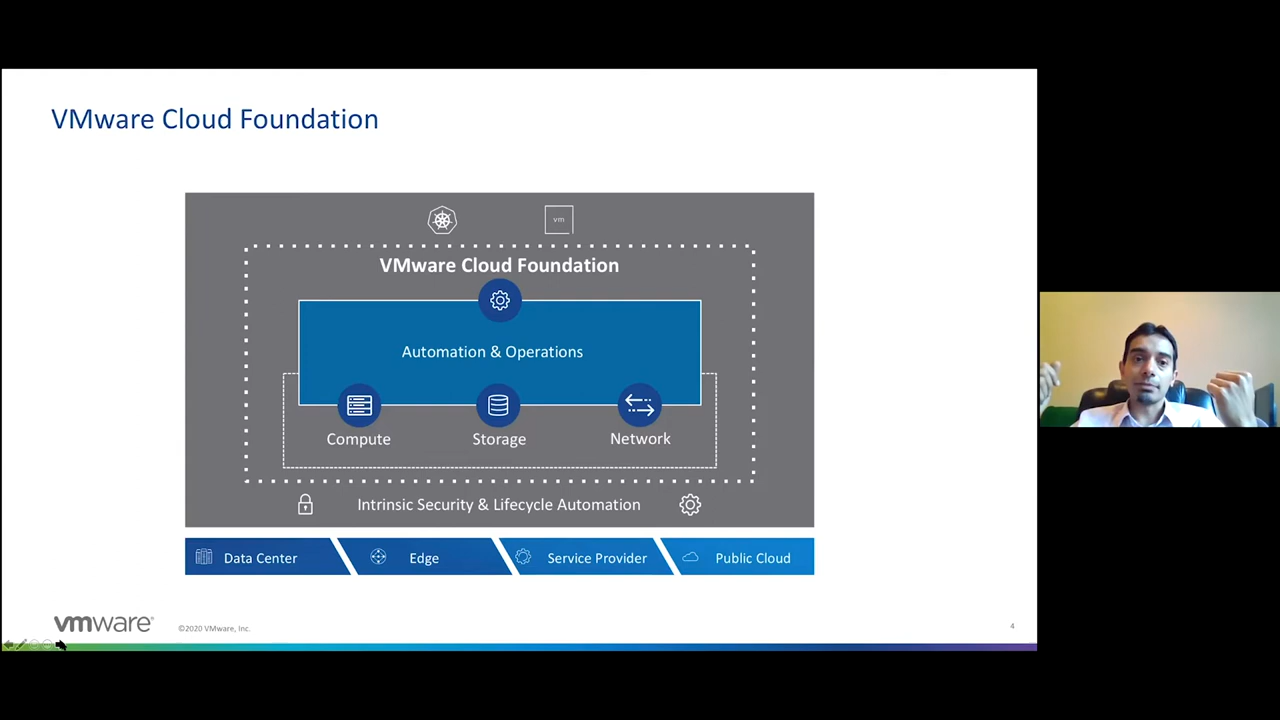 VMware Cloud Foundation
vm
VMware Cloud Foundation
Automation & Operations
Compute
Storage
Network
Intrinsic Security & Lifecycle Automation
Data Center
Edge
Service Provider
Public Cloud
vmware®
©2020 VMware, Inc.
4